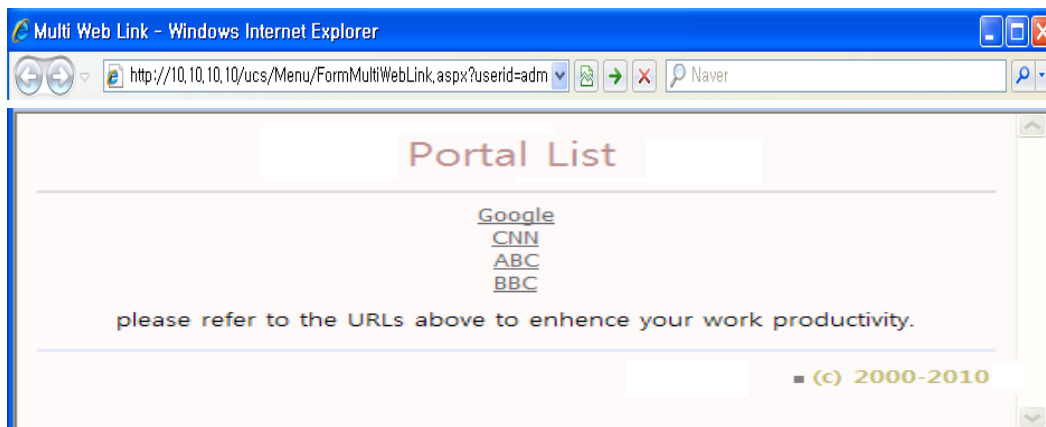 Multi Web Link - Windows Internet Explorer
http://10,10,10,10/ucs/Menu/FormMultiWebLink,aspx?userid=adm
Naver
Portal List
Google
CNN
ABC
BBC
please refer to the URLs above to enhence your work productivity.
(c) 2000-2010